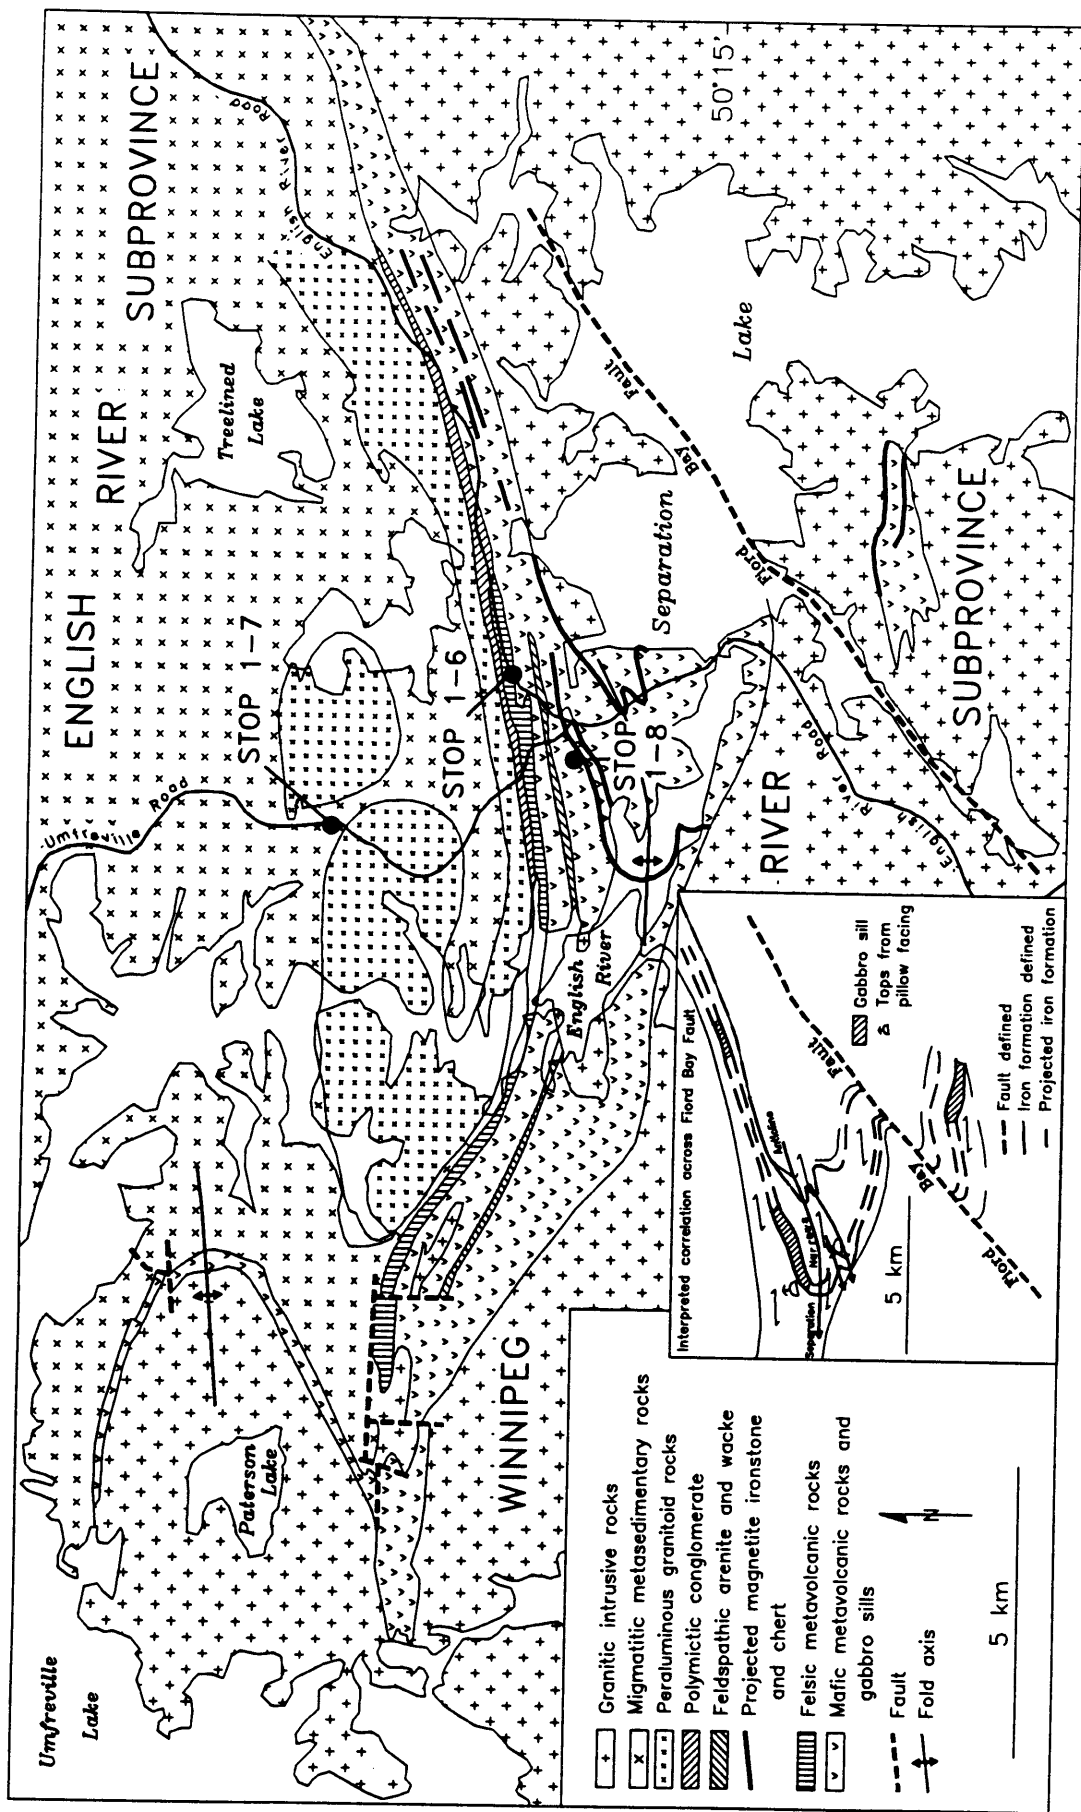 ENGLISH RIVER SUBPROVINCE
Umfreville
Lake
Paterson
Lake
Road
Treelined
Lake
English River Road
STOP 1-7
STOP 1-6
STOP
1-8
English
River
Separation
Lake
Fiord Bay Fault
50°15'
WINNIPEG RIVER SUBPROVINCE
English River Road
Granitic intrusive rocks
Migmatitic metasedimentary rocks
Peraluminous granitoid rocks
Polymictic conglomerate
Feldspathic arenite and wacke
Projected magnetite ironstone
and chert
Felsic metavolcanic rocks
Mafic metavolcanic rocks and
gabbro sills
Fault
Fold axis
N
5 km
Interpreted correlation across Fiord Bay Fault
Anticline
Separation Narrows
Fiord Bay Fault
5 km
Gabbro sill
Tops from
pillow facing
Fault defined
Iron formation defined
Projected iron formation